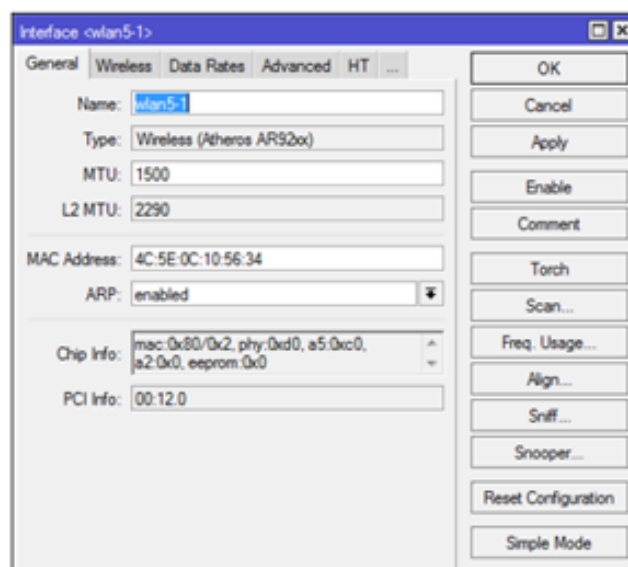 Interface <wlan5-1>
General Wireless Data Rates Advanced HT ...
Name: wlan5-1
Type: Wireless (Atheros AR92xx)
MTU: 1500
L2 MTU: 2290
MAC Address: 4C:5E:0C:10:56:34
ARP: enabled
Chip Info: mac:0x80/0x2, phy:0xd0, a5:0xc0,
a2:0x0, eeprom:0x0
PCI Info: 00:12.0
OK
Cancel
Apply
Enable
Comment
Torch
Scan...
Freq. Usage...
Align...
Sniff...
Snooper...
Reset Configuration
Simple Mode